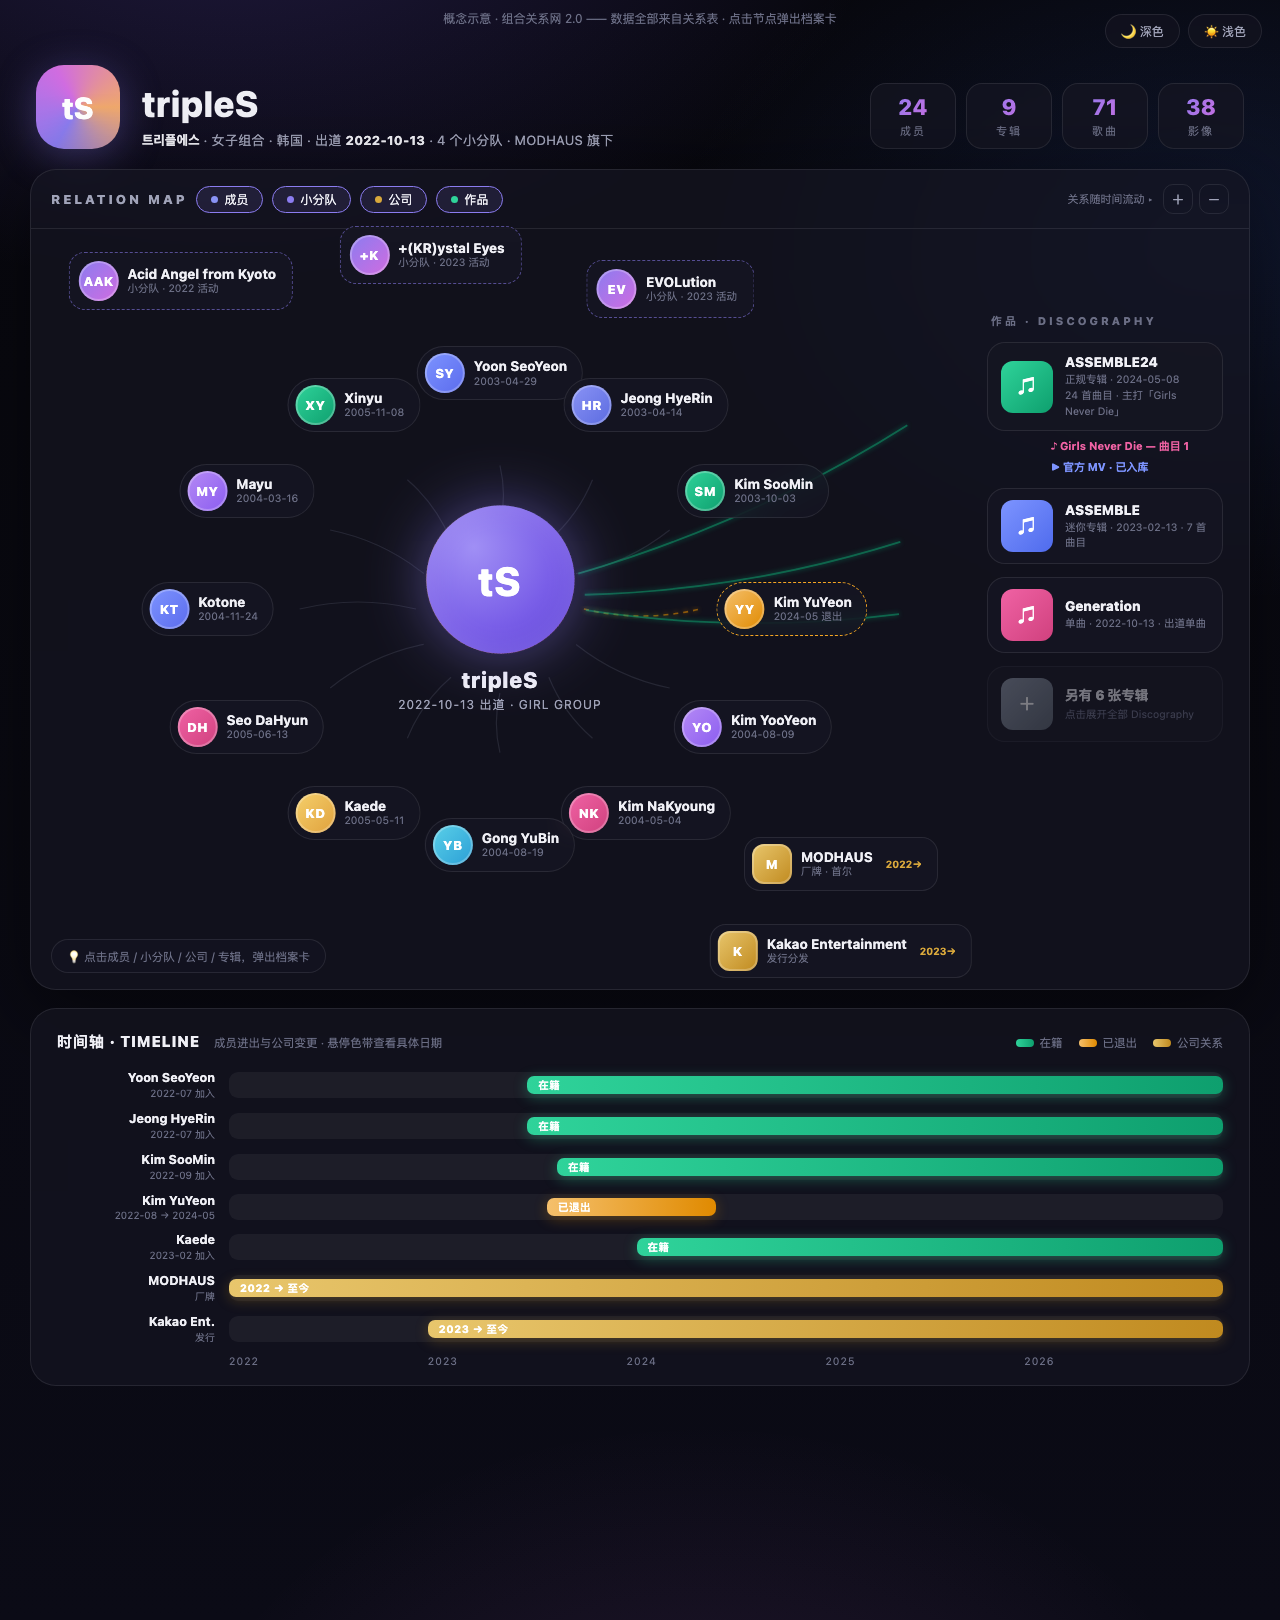 概念示意 · 组合关系网 2.0 —— 数据全部来自关系表 · 点击节点弹出档案卡
🌙 深色
☀️ 浅色
tS
tripleS
트리플에스 · 女子组合 · 韩国 · 出道 2022-10-13 · 4 个小分队 · MODHAUS 旗下
24
成员
9
专辑
71
歌曲
38
影像
RELATION MAP
成员
小分队
公司
作品
关系随时间流动 ▸
+
−
AAK
Acid Angel from Kyoto
小分队 · 2022 活动
+K
+(KR)ystal Eyes
小分队 · 2023 活动
EV
EVOLution
小分队 · 2023 活动
SY
Yoon SeoYeon
2003-04-29
XY
Xinyu
2005-11-08
HR
Jeong HyeRin
2003-04-14
MY
Mayu
2004-03-16
SM
Kim SooMin
2003-10-03
KT
Kotone
2004-11-24
tS
YY
Kim YuYeon
2024-05 退出
tripleS
2022-10-13 出道 · GIRL GROUP
DH
Seo DaHyun
2005-06-13
YO
Kim YooYeon
2004-08-09
KD
Kaede
2005-05-11
YB
Gong YuBin
2004-08-19
NK
Kim NaKyoung
2004-05-04
M
MODHAUS
厂牌 · 首尔
2022→
K
Kakao Entertainment
发行分发
2023→
作品 · DISCOGRAPHY
ASSEMBLE24
正规专辑 · 2024-05-08
24 首曲目 · 主打「Girls
Never Die」
♪ Girls Never Die — 曲目 1
▶ 官方 MV · 已入库
ASSEMBLE
迷你专辑 · 2023-02-13 · 7 首
曲目
Generation
单曲 · 2022-10-13 · 出道单曲
+
另有 6 张专辑
点击展开全部 Discography
💡 点击成员 / 小分队 / 公司 / 专辑，弹出档案卡
时间轴 · TIMELINE
成员进出与公司变更 · 悬停色带查看具体日期
在籍
已退出
公司关系
Yoon SeoYeon
2022-07 加入
在籍
Jeong HyeRin
2022-07 加入
在籍
Kim SooMin
2022-09 加入
在籍
Kim YuYeon
2022-08 → 2024-05
已退出
Kaede
2023-02 加入
在籍
MODHAUS
厂牌
2022 → 至今
Kakao Ent.
发行
2023 → 至今
2022
2023
2024
2025
2026